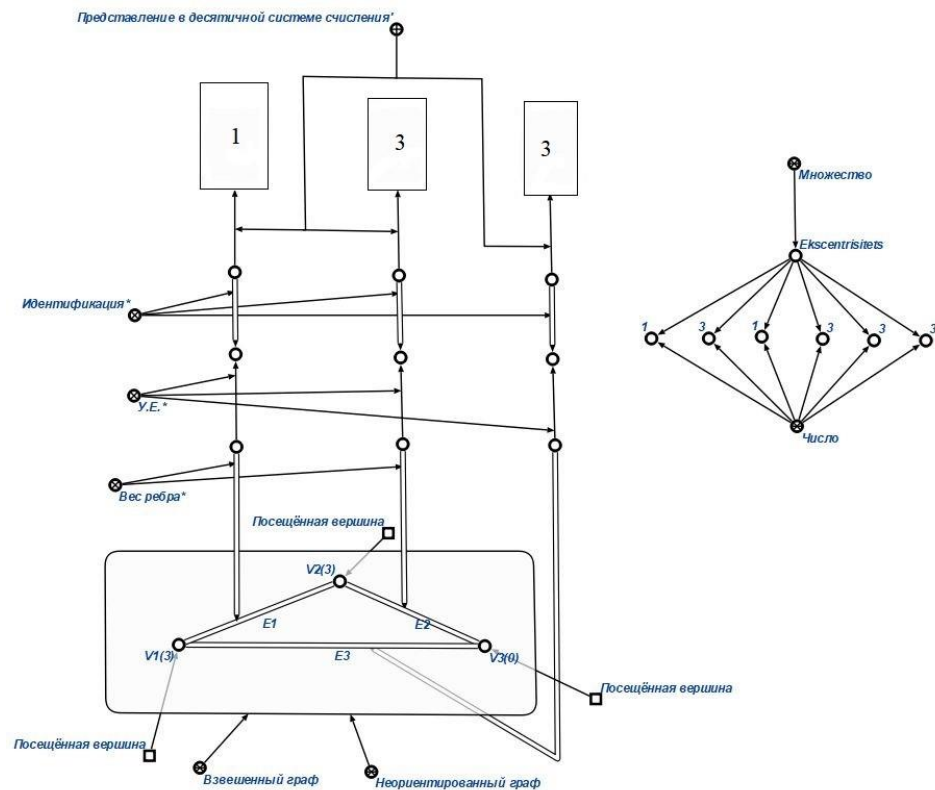 Представление в десятичной системе счисления*
1
3
3
Множество
Ekscentrisitets
Идентификация*
1
3
1
3
3
3
У.Е.*
Число
Вес ребра*
Посещённая вершина
V2(3)
E1
E2
V1(3)
E3
V3(0)
Посещённая вершина
Посещённая вершина
Взвешенный граф
Неориентированный граф